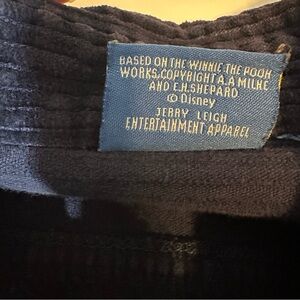 BASED ON THE WINNIE THE POOH
WORKS, COPYRIGHT A.A MILNE
AND E.H. SHEPARD
© Disney
JERRY LEIGH
ENTERTAINMENT APPAREL